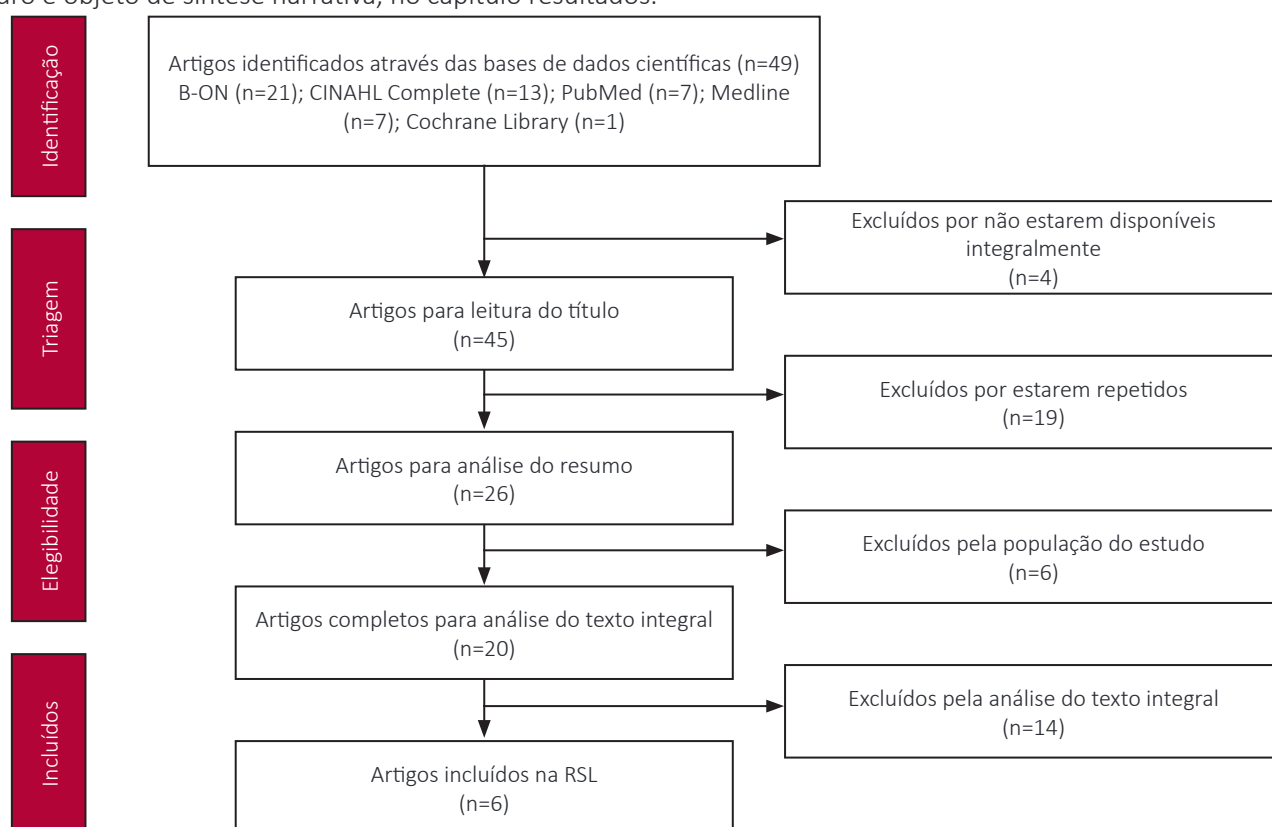 e objeto de síntese narrativa, no capítulo resultados.
Identificação
Artigos identificados através das bases de dados científicas (n=49)
B-ON (n=21); CINAHL Complete (n=13); PubMed (n=7); Medline
(n=7); Cochrane Library (n=1)
Excluídos por não estarem disponíveis
integralmente
(n=4)
Triagem
Artigos para leitura do título
(n=45)
Excluídos por estarem repetidos
(n=19)
Elegibilidade
Artigos para análise do resumo
(n=26)
Excluídos pela população do estudo
(n=6)
Artigos completos para análise do texto integral
(n=20)
Incluídos
Excluídos pela análise do texto integral
(n=14)
Artigos incluídos na RSL
(n=6)